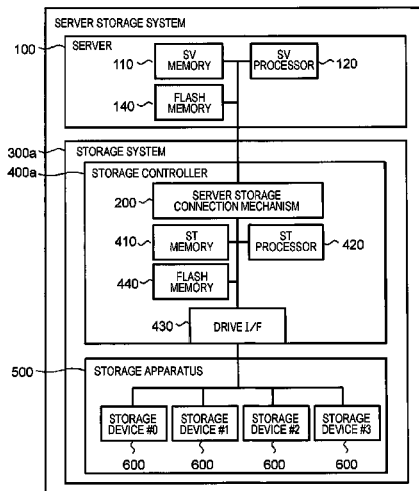 SERVER STORAGE SYSTEM
100
SERVER
110
SV
MEMORY
SV
PROCESSOR
120
140
FLASH
MEMORY
300a
STORAGE SYSTEM
400a
STORAGE CONTROLLER
200
SERVER STORAGE
CONNECTION MECHANISM
410
ST
MEMORY
ST
PROCESSOR
420
440
FLASH
MEMORY
430
DRIVE I/F
500
STORAGE APPARATUS
STORAGE
DEVICE #0
STORAGE
DEVICE #1
STORAGE
DEVICE #2
STORAGE
DEVICE #3
600
600
600
600